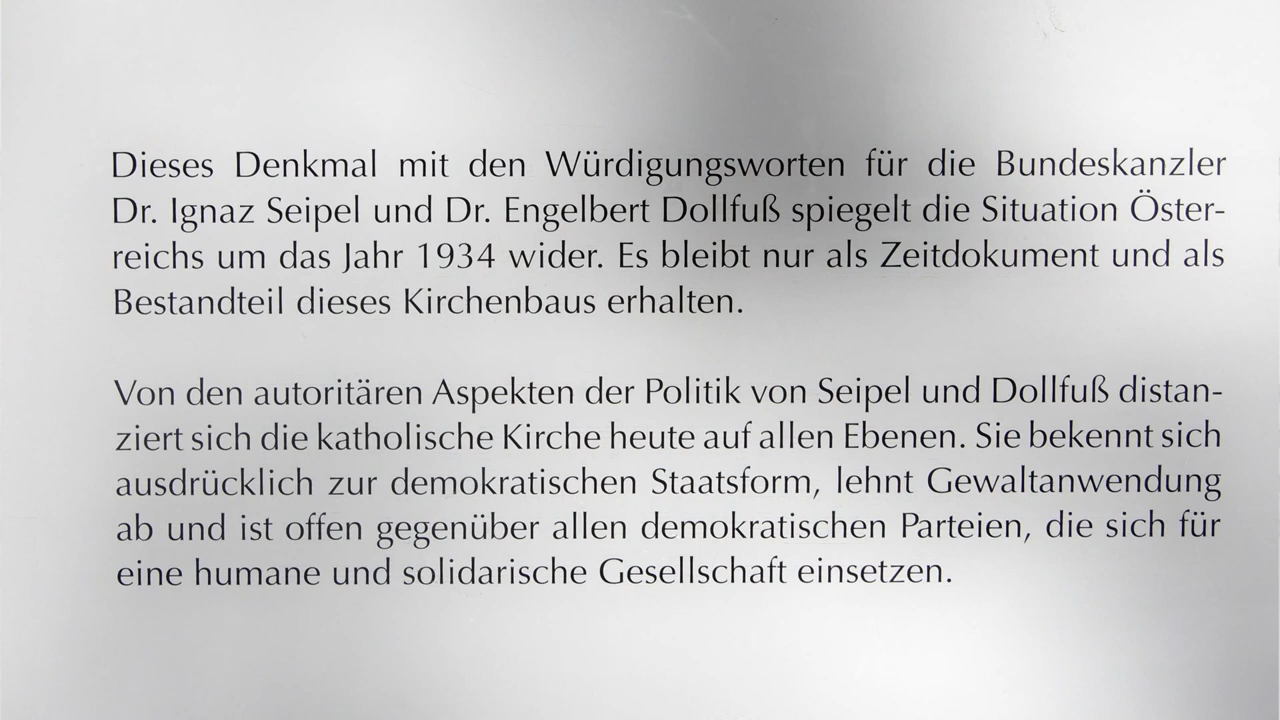 Dieses Denkmal mit den Würdigungsworten für die Bundeskanzler
Dr. Ignaz Seipel und Dr. Engelbert Dollfuß spiegelt die Situation Öster-
reichs um das Jahr 1934 wider. Es bleibt nur als Zeitdokument und als
Bestandteil dieses Kirchenbaus erhalten.
Von den autoritären Aspekten der Politik von Seipel und Dollfuß distan-
ziert sich die katholische Kirche heute auf allen Ebenen. Sie bekennt sich
ausdrücklich zur demokratischen Staatsform, lehnt Gewaltanwendung
ab und ist offen gegenüber allen demokratischen Parteien, die sich für
eine humane und solidarische Gesellschaft einsetzen.